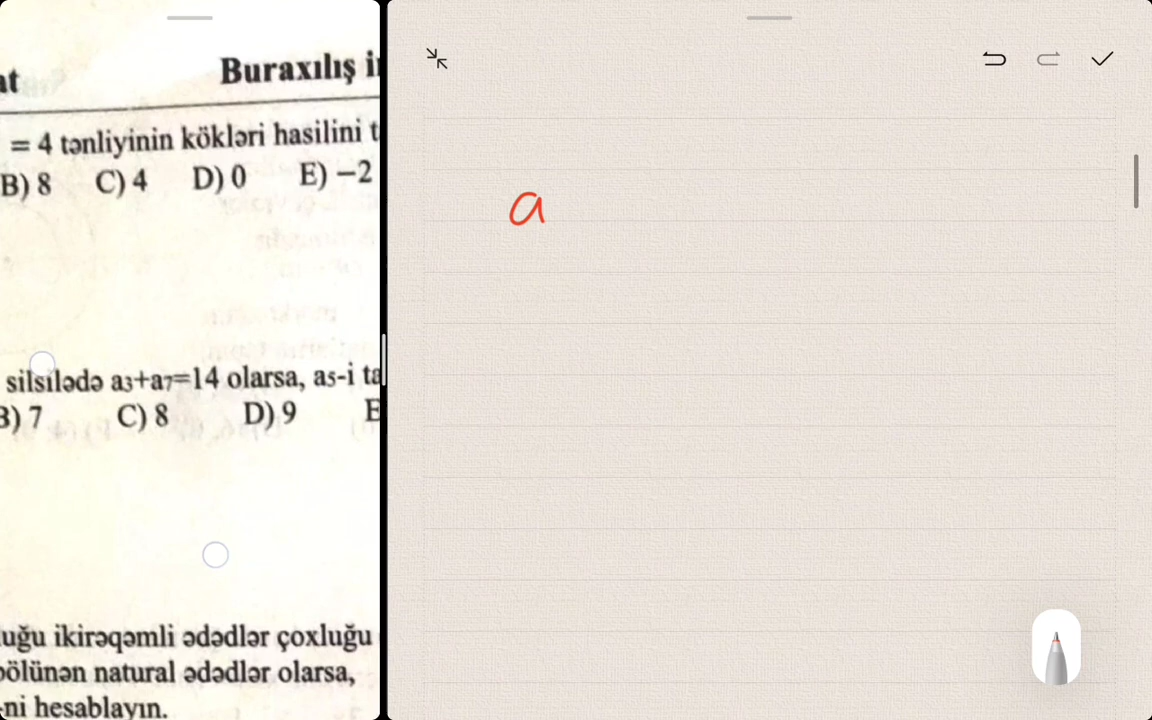 at Buraxılış i
= 4 tənliyinin kökləri hasilini t
B) 8 C) 4 D) 0 E) −2
silsilədə a3+a7=14 olarsa, a5-i ta
B) 7 C) 8 D) 9 E
uğu ikirəqəmli ədədlər çoxluğu
bölünən natural ədədlər olarsa,
-ni hesablayın.
a